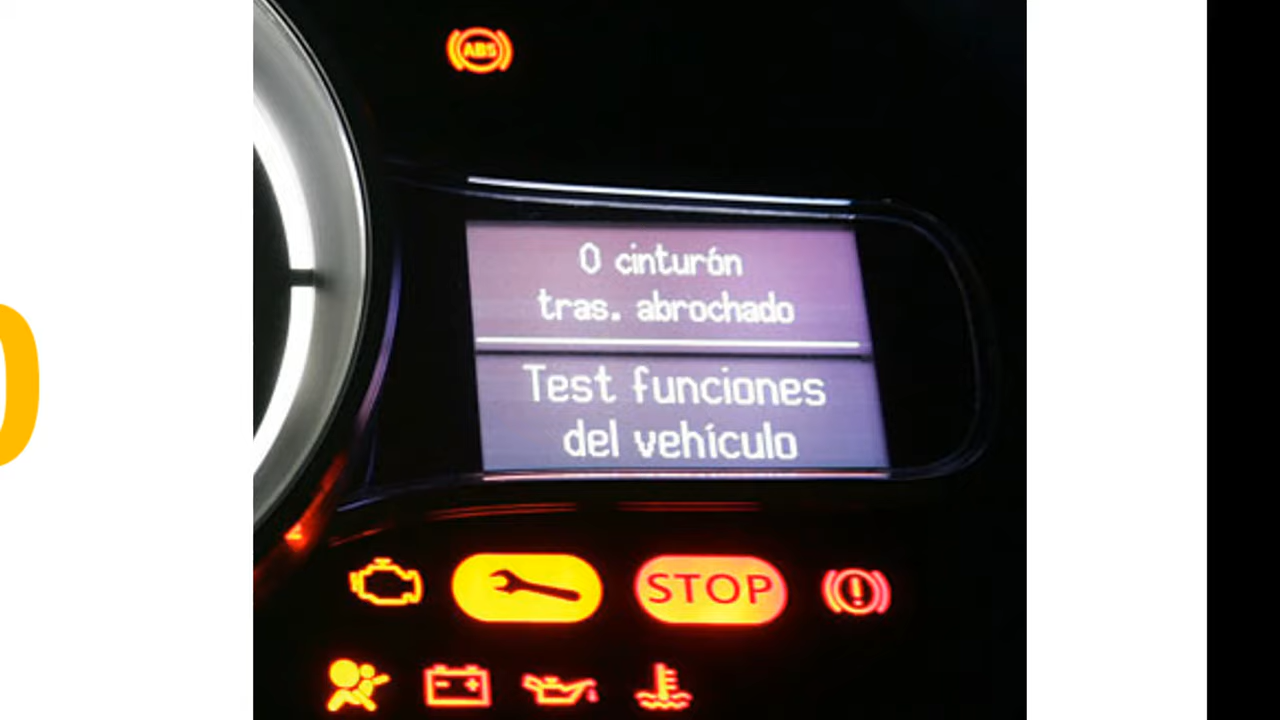 ABS
0 cinturón
tras. abrochado
Test funciones
del vehículo
STOP